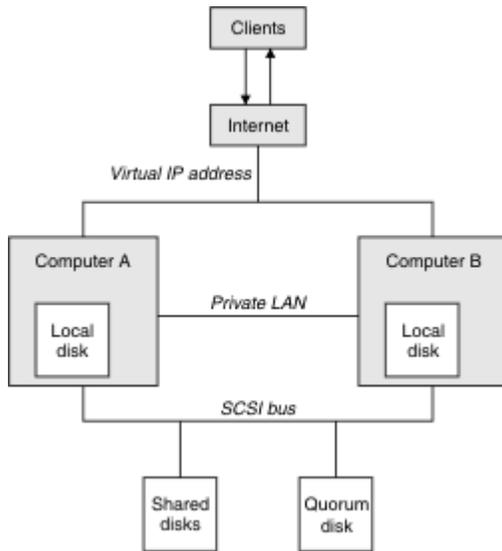 Clients
Internet
Virtual IP address
Computer A
Computer B
Private LAN
Local
disk
Local
disk
SCSI bus
Shared
disks
Quorum
disk